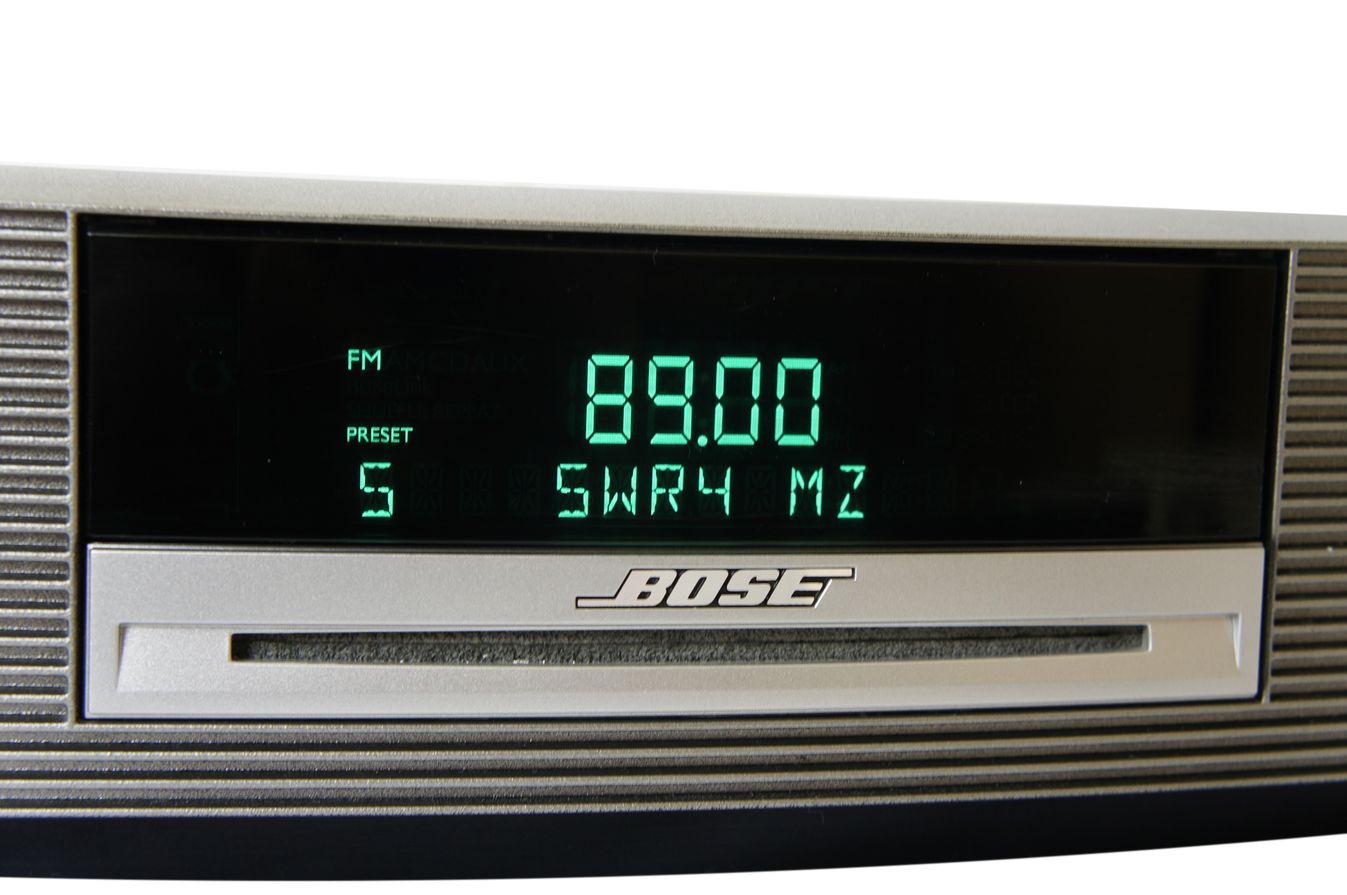 FM 89.00
PRESET
5 SWR4 MZ
BOSE